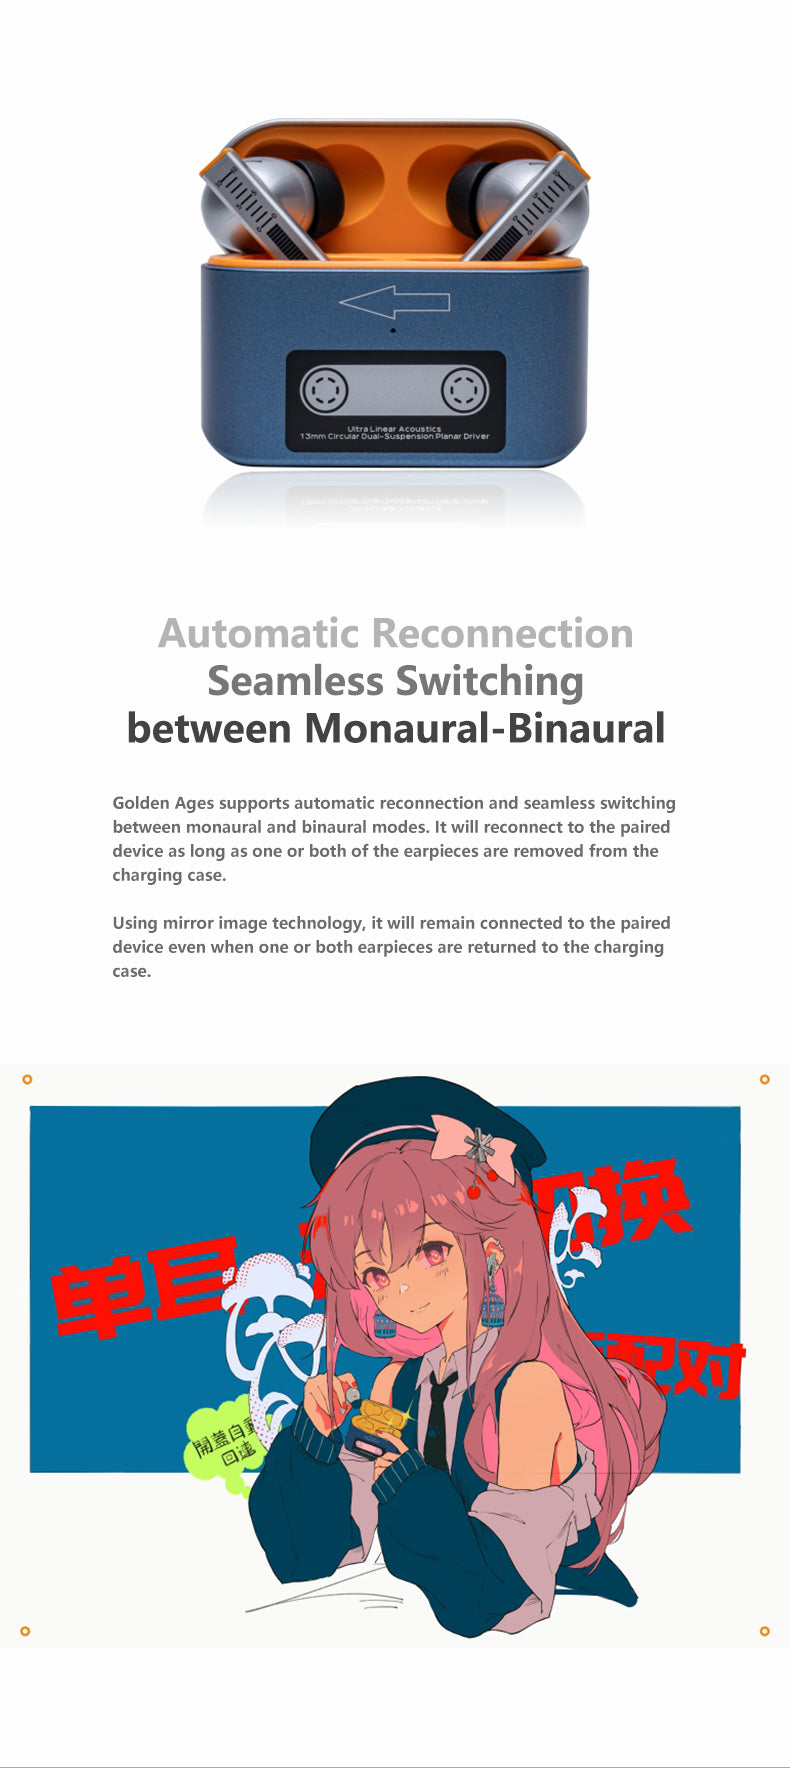 Ultra Linear Acoustics
13mm Circular Dual-Suspension Planar Driver
Automatic Reconnection
Seamless Switching
between Monaural-Binaural
Golden Ages supports automatic reconnection and seamless switching
between monaural and binaural modes. It will reconnect to the paired
device as long as one or both of the earpieces are removed from the
charging case.
Using mirror image technology, it will remain connected to the paired
device even when one or both earpieces are returned to the charging
case.
单耳
切换
配对
開蓋自動
回連